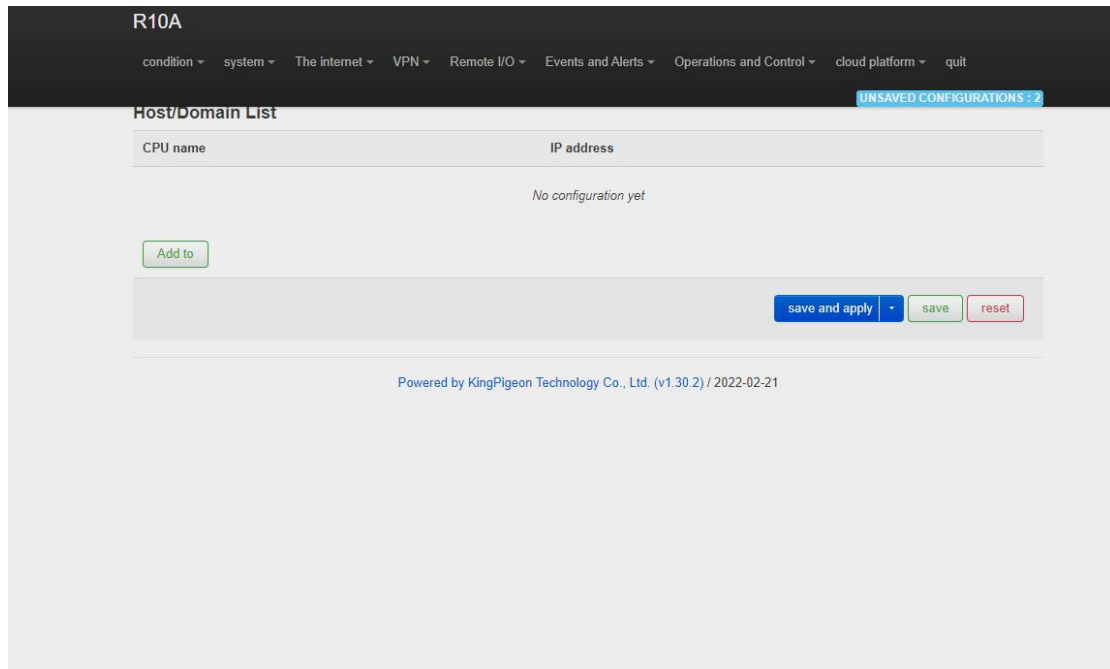 R10A
condition system The internet VPN Remote I/O Events and Alerts Operations and Control cloud platform quit
UNSAVED CONFIGURATIONS : 2
Host/Domain List
CPU name IP address
No configuration yet
Add to
save and apply save reset
Powered by KingPigeon Technology Co., Ltd. (v1.30.2) / 2022-02-21